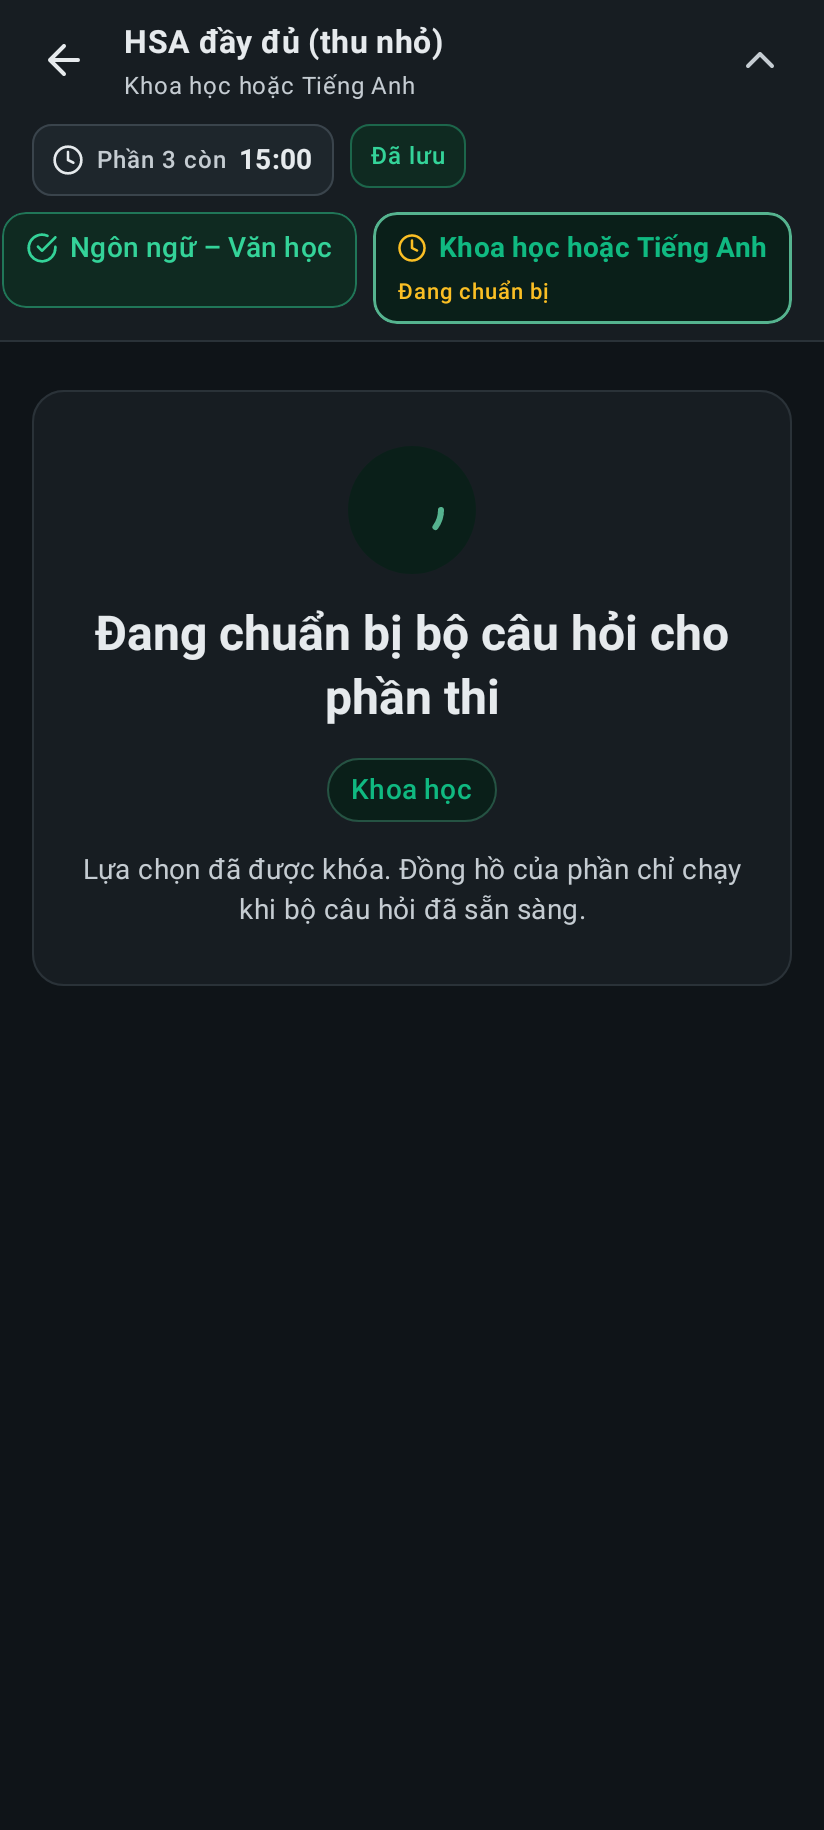 HSA đầy đủ (thu nhỏ)
Khoa học hoặc Tiếng Anh
Phần 3 còn 15:00
Đã lưu
Ngôn ngữ – Văn học
Khoa học hoặc Tiếng Anh
Đang chuẩn bị
Đang chuẩn bị bộ câu hỏi cho
phần thi
Khoa học
Lựa chọn đã được khóa. Đồng hồ của phần chỉ chạy
khi bộ câu hỏi đã sẵn sàng.